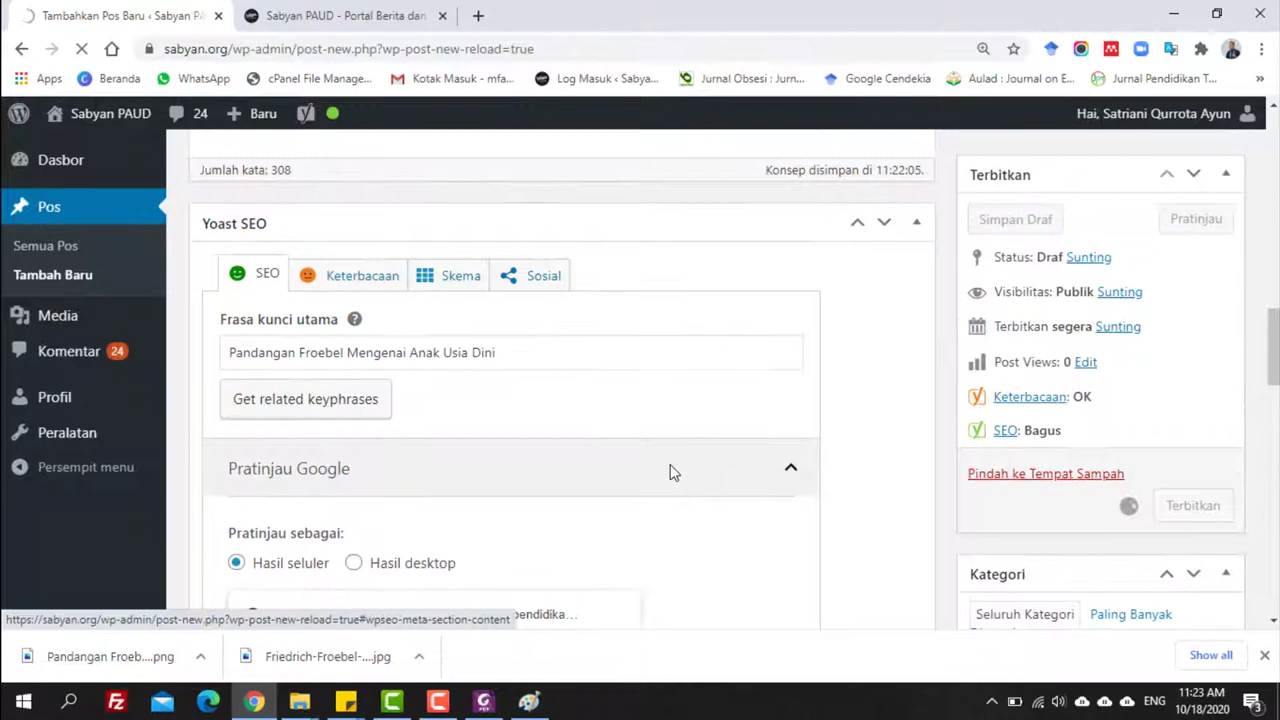 Tambahkan Pos Baru ‹ Sabyan PA
Sabyan PAUD - Portal Berita dan
sabyan.org/wp-admin/post-new.php?wp-post-new-reload=true
Apps
Beranda
WhatsApp
cPanel File Manage...
Kotak Masuk - mfa...
Log Masuk ‹ Sabya...
Jurnal Obsesi : Jurn...
Google Cendekia
Aulad : Journal on E...
Jurnal Pendidikan T...
»
Sabyan PAUD
24
Baru
Hai, Satriani Qurrota Ayun
Dasbor
Pos
Semua Pos
Tambah Baru
Media
Komentar 24
Profil
Peralatan
Persempit menu
Jumlah kata: 308
Konsep disimpan di 11:22:05.
Yoast SEO
SEO
Keterbacaan
Skema
Sosial
Frasa kunci utama
Pandangan Froebel Mengenai Anak Usia Dini
Get related keyphrases
Pratinjau Google
Pratinjau sebagai:
Hasil seluler
Hasil desktop
pendidika...
Terbitkan
Simpan Draf
Pratinjau
Status: Draf Sunting
Visibilitas: Publik Sunting
Terbitkan segera Sunting
Post Views: 0 Edit
Keterbacaan: OK
SEO: Bagus
Pindah ke Tempat Sampah
Terbitkan
Kategori
Seluruh Kategori
Paling Banyak
https://sabyan.org/wp-admin/post-new.php?wp-post-new-reload=true#wpseo-meta-section-content
Pandangan Froeb....png
Friedrich-Froebel-....jpg
Show all
ENG
11:23 AM
10/18/2020
3